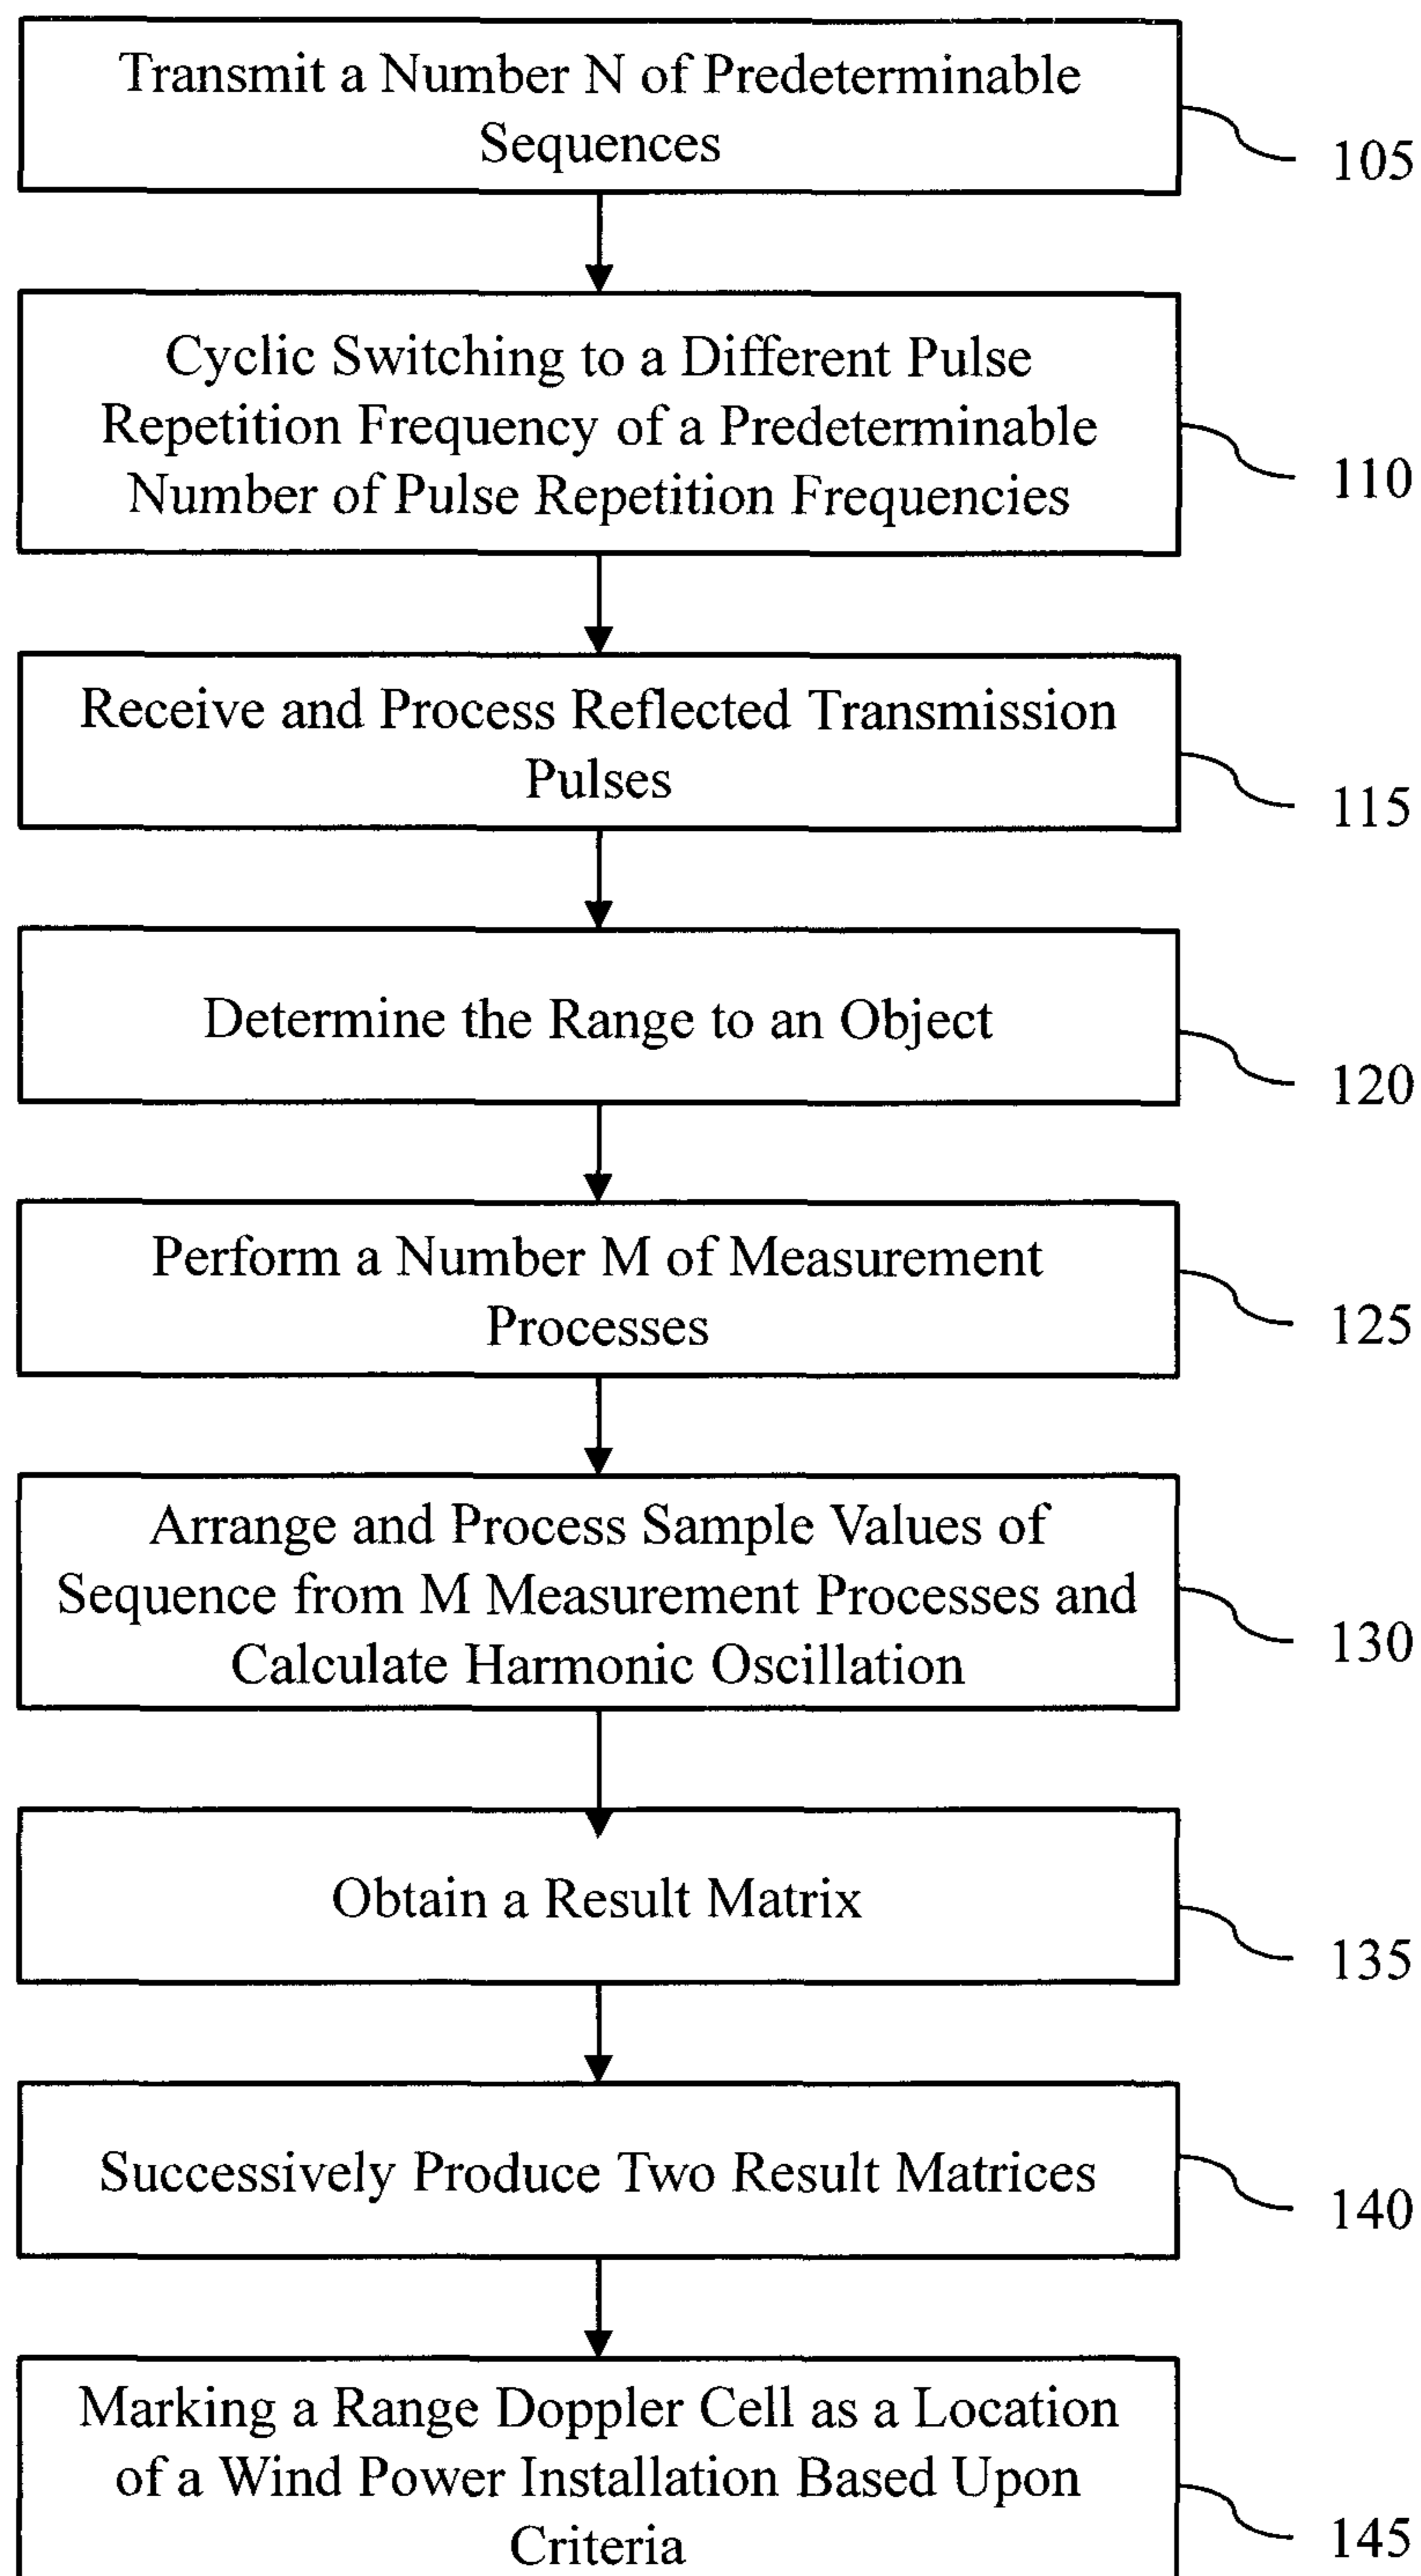 Transmit a Number N of Predeterminable
Sequences
105
Cyclic Switching to a Different Pulse
Repetition Frequency of a Predeterminable
Number of Pulse Repetition Frequencies
110
Receive and Process Reflected Transmission
Pulses
115
Determine the Range to an Object
120
Perform a Number M of Measurement
Processes
125
Arrange and Process Sample Values of
Sequence from M Measurement Processes and
Calculate Harmonic Oscillation
130
Obtain a Result Matrix
135
Successively Produce Two Result Matrices
140
Marking a Range Doppler Cell as a Location
of a Wind Power Installation Based Upon
Criteria
145